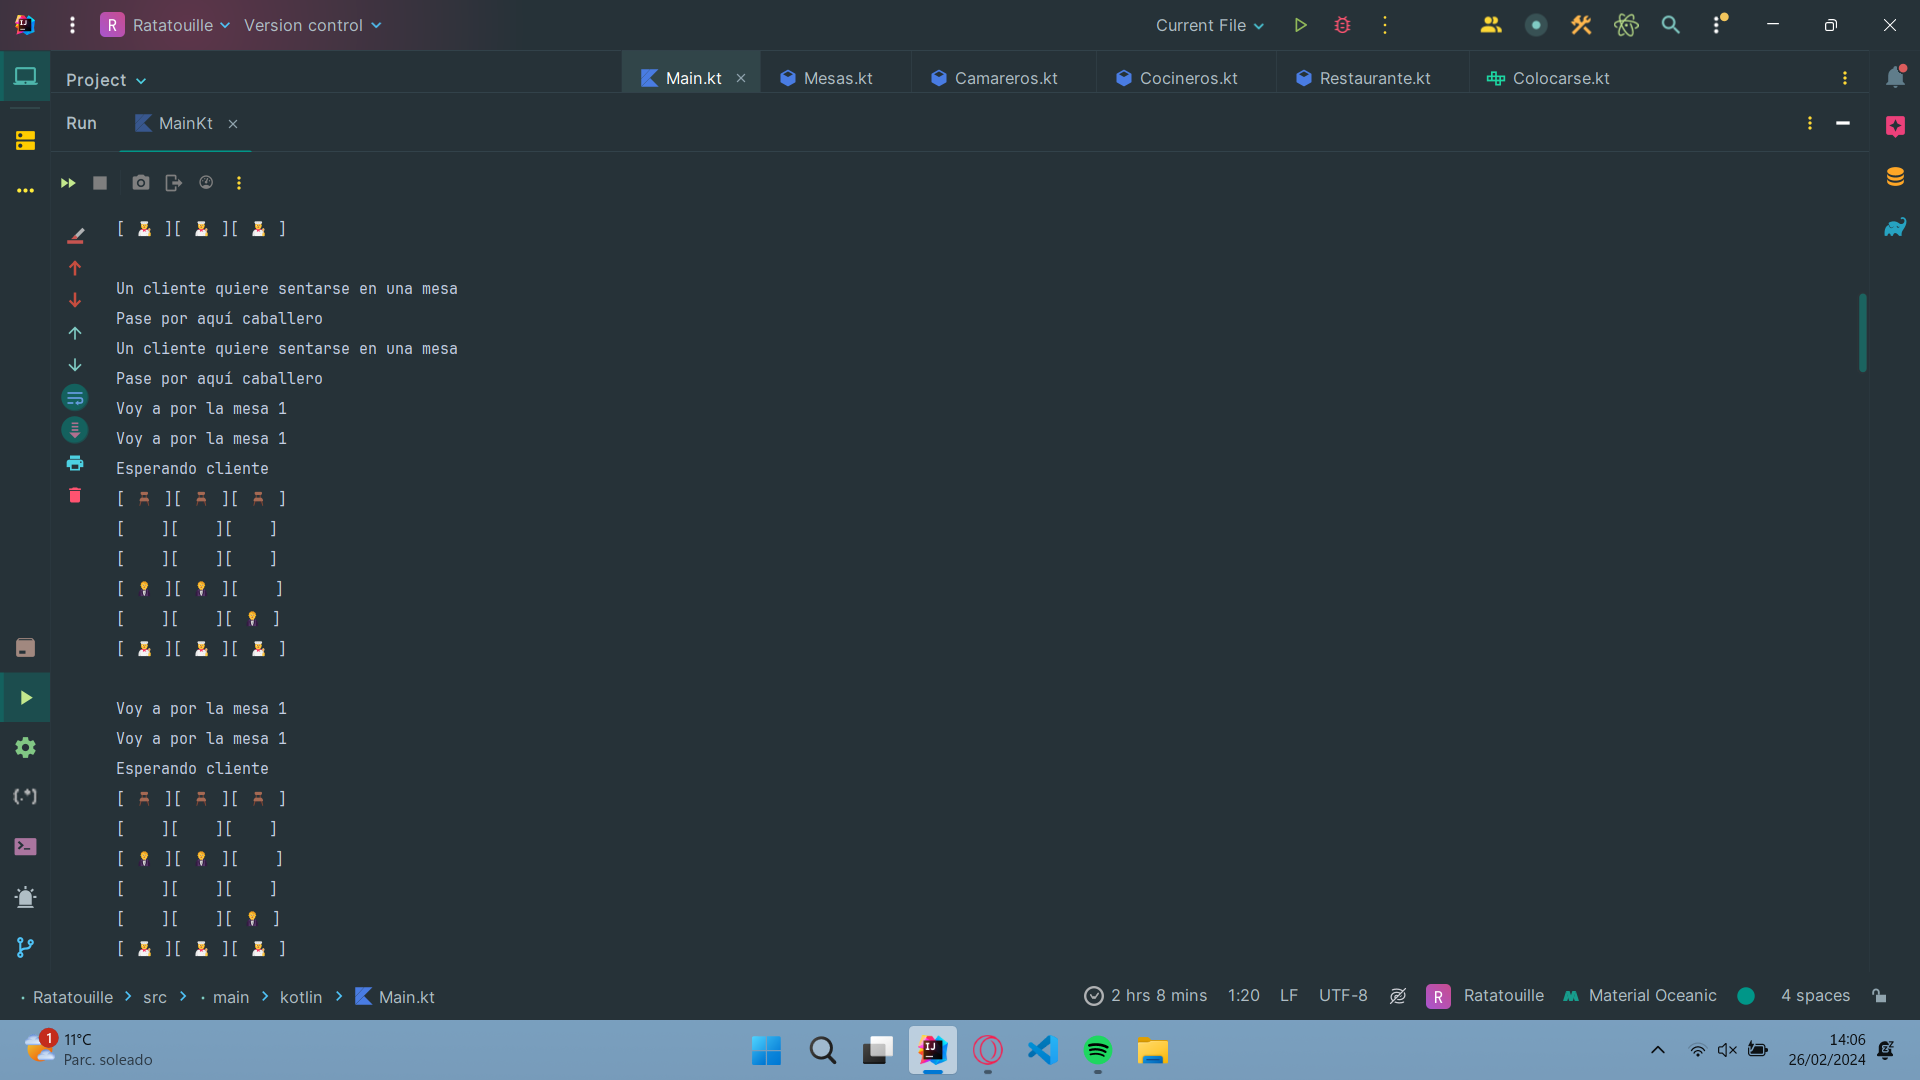 R Ratatouille Version control Current File
Project Main.kt Mesas.kt Camareros.kt Cocineros.kt Restaurante.kt Colocarse.kt
Run MainKt
[ 👨‍🍳 ][ 👨‍🍳 ][ 👨‍🍳 ]
Un cliente quiere sentarse en una mesa
Pase por aquí caballero
Un cliente quiere sentarse en una mesa
Pase por aquí caballero
Voy a por la mesa 1
Voy a por la mesa 1
Esperando cliente
[ 🪑 ][ 🪑 ][ 🪑 ]
[    ][    ][    ]
[    ][    ][    ]
[ 🤵 ][ 🤵 ][    ]
[    ][    ][ 🤵 ]
[ 👨‍🍳 ][ 👨‍🍳 ][ 👨‍🍳 ]
Voy a por la mesa 1
Voy a por la mesa 1
Esperando cliente
[ 🪑 ][ 🪑 ][ 🪑 ]
[    ][    ][    ]
[ 🤵 ][ 🤵 ][    ]
[    ][    ][    ]
[    ][    ][ 🤵 ]
[ 👨‍🍳 ][ 👨‍🍳 ][ 👨‍🍳 ]
Ratatouille > src > main > kotlin > Main.kt 2 hrs 8 mins 1:20 LF UTF-8 R Ratatouille Material Oceanic 4 spaces
1 11°C
Parc. soleado
14:06
26/02/2024